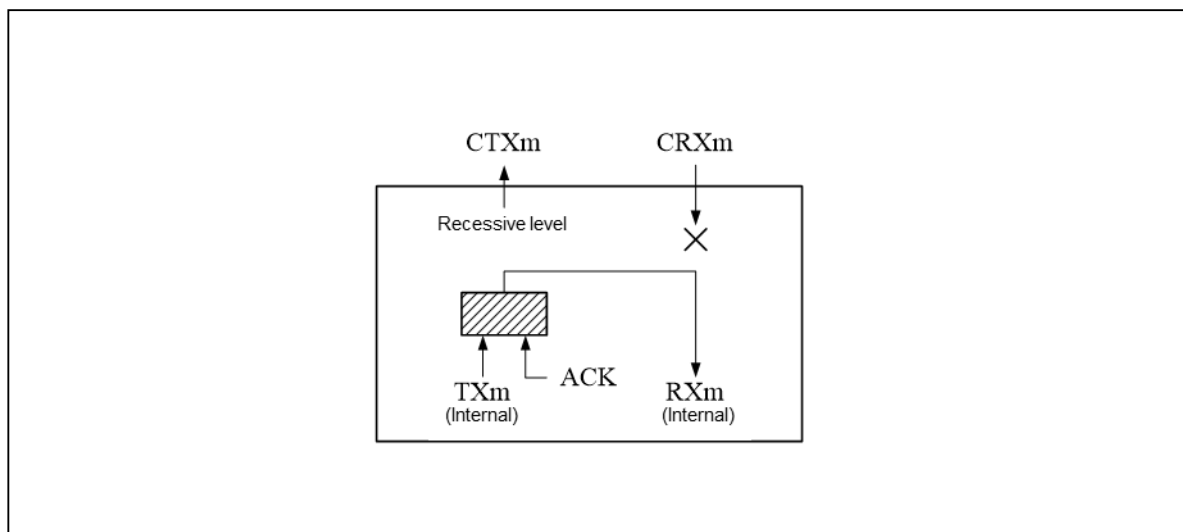 CTXm CRXm
Recessive level
ACK
TXm RXm
(Internal) (Internal)